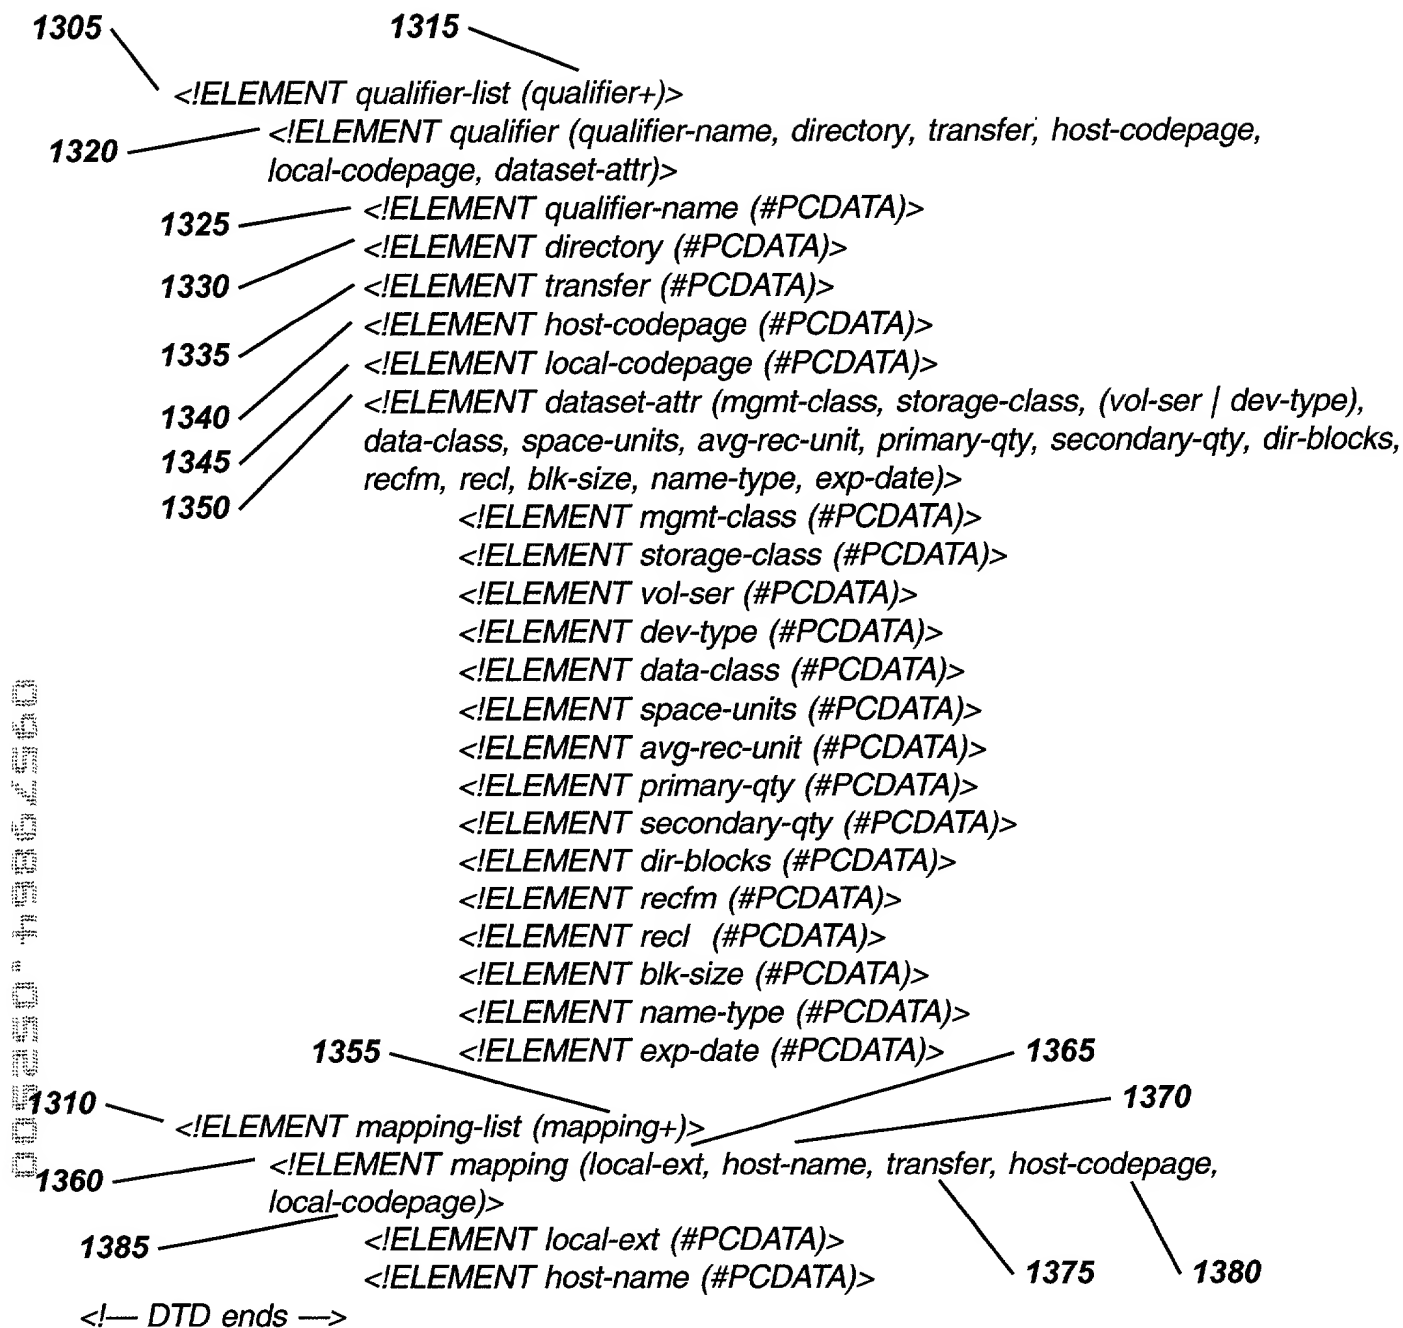 1305 1315
<!ELEMENT qualifier-list (qualifier+)>
1320 <!ELEMENT qualifier (qualifier-name, directory, transfer, host-codepage,
local-codepage, dataset-attr)>
1325 <!ELEMENT qualifier-name (#PCDATA)>
1330 <!ELEMENT directory (#PCDATA)>
1335 <!ELEMENT transfer (#PCDATA)>
1340 <!ELEMENT host-codepage (#PCDATA)>
1345 <!ELEMENT local-codepage (#PCDATA)>
1350 <!ELEMENT dataset-attr (mgmt-class, storage-class, (vol-ser | dev-type),
data-class, space-units, avg-rec-unit, primary-qty, secondary-qty, dir-blocks,
recfm, recl, blk-size, name-type, exp-date)>
<!ELEMENT mgmt-class (#PCDATA)>
<!ELEMENT storage-class (#PCDATA)>
<!ELEMENT vol-ser (#PCDATA)>
<!ELEMENT dev-type (#PCDATA)>
<!ELEMENT data-class (#PCDATA)>
<!ELEMENT space-units (#PCDATA)>
<!ELEMENT avg-rec-unit (#PCDATA)>
<!ELEMENT primary-qty (#PCDATA)>
<!ELEMENT secondary-qty (#PCDATA)>
<!ELEMENT dir-blocks (#PCDATA)>
<!ELEMENT recfm (#PCDATA)>
<!ELEMENT recl (#PCDATA)>
<!ELEMENT blk-size (#PCDATA)>
<!ELEMENT name-type (#PCDATA)>
1355 <!ELEMENT exp-date (#PCDATA)> 1365
1310 1370
<!ELEMENT mapping-list (mapping+)>
1360 <!ELEMENT mapping (local-ext, host-name, transfer, host-codepage,
local-codepage)>
1385 <!ELEMENT local-ext (#PCDATA)>
<!ELEMENT host-name (#PCDATA)> 1375 1380
<!— DTD ends —>